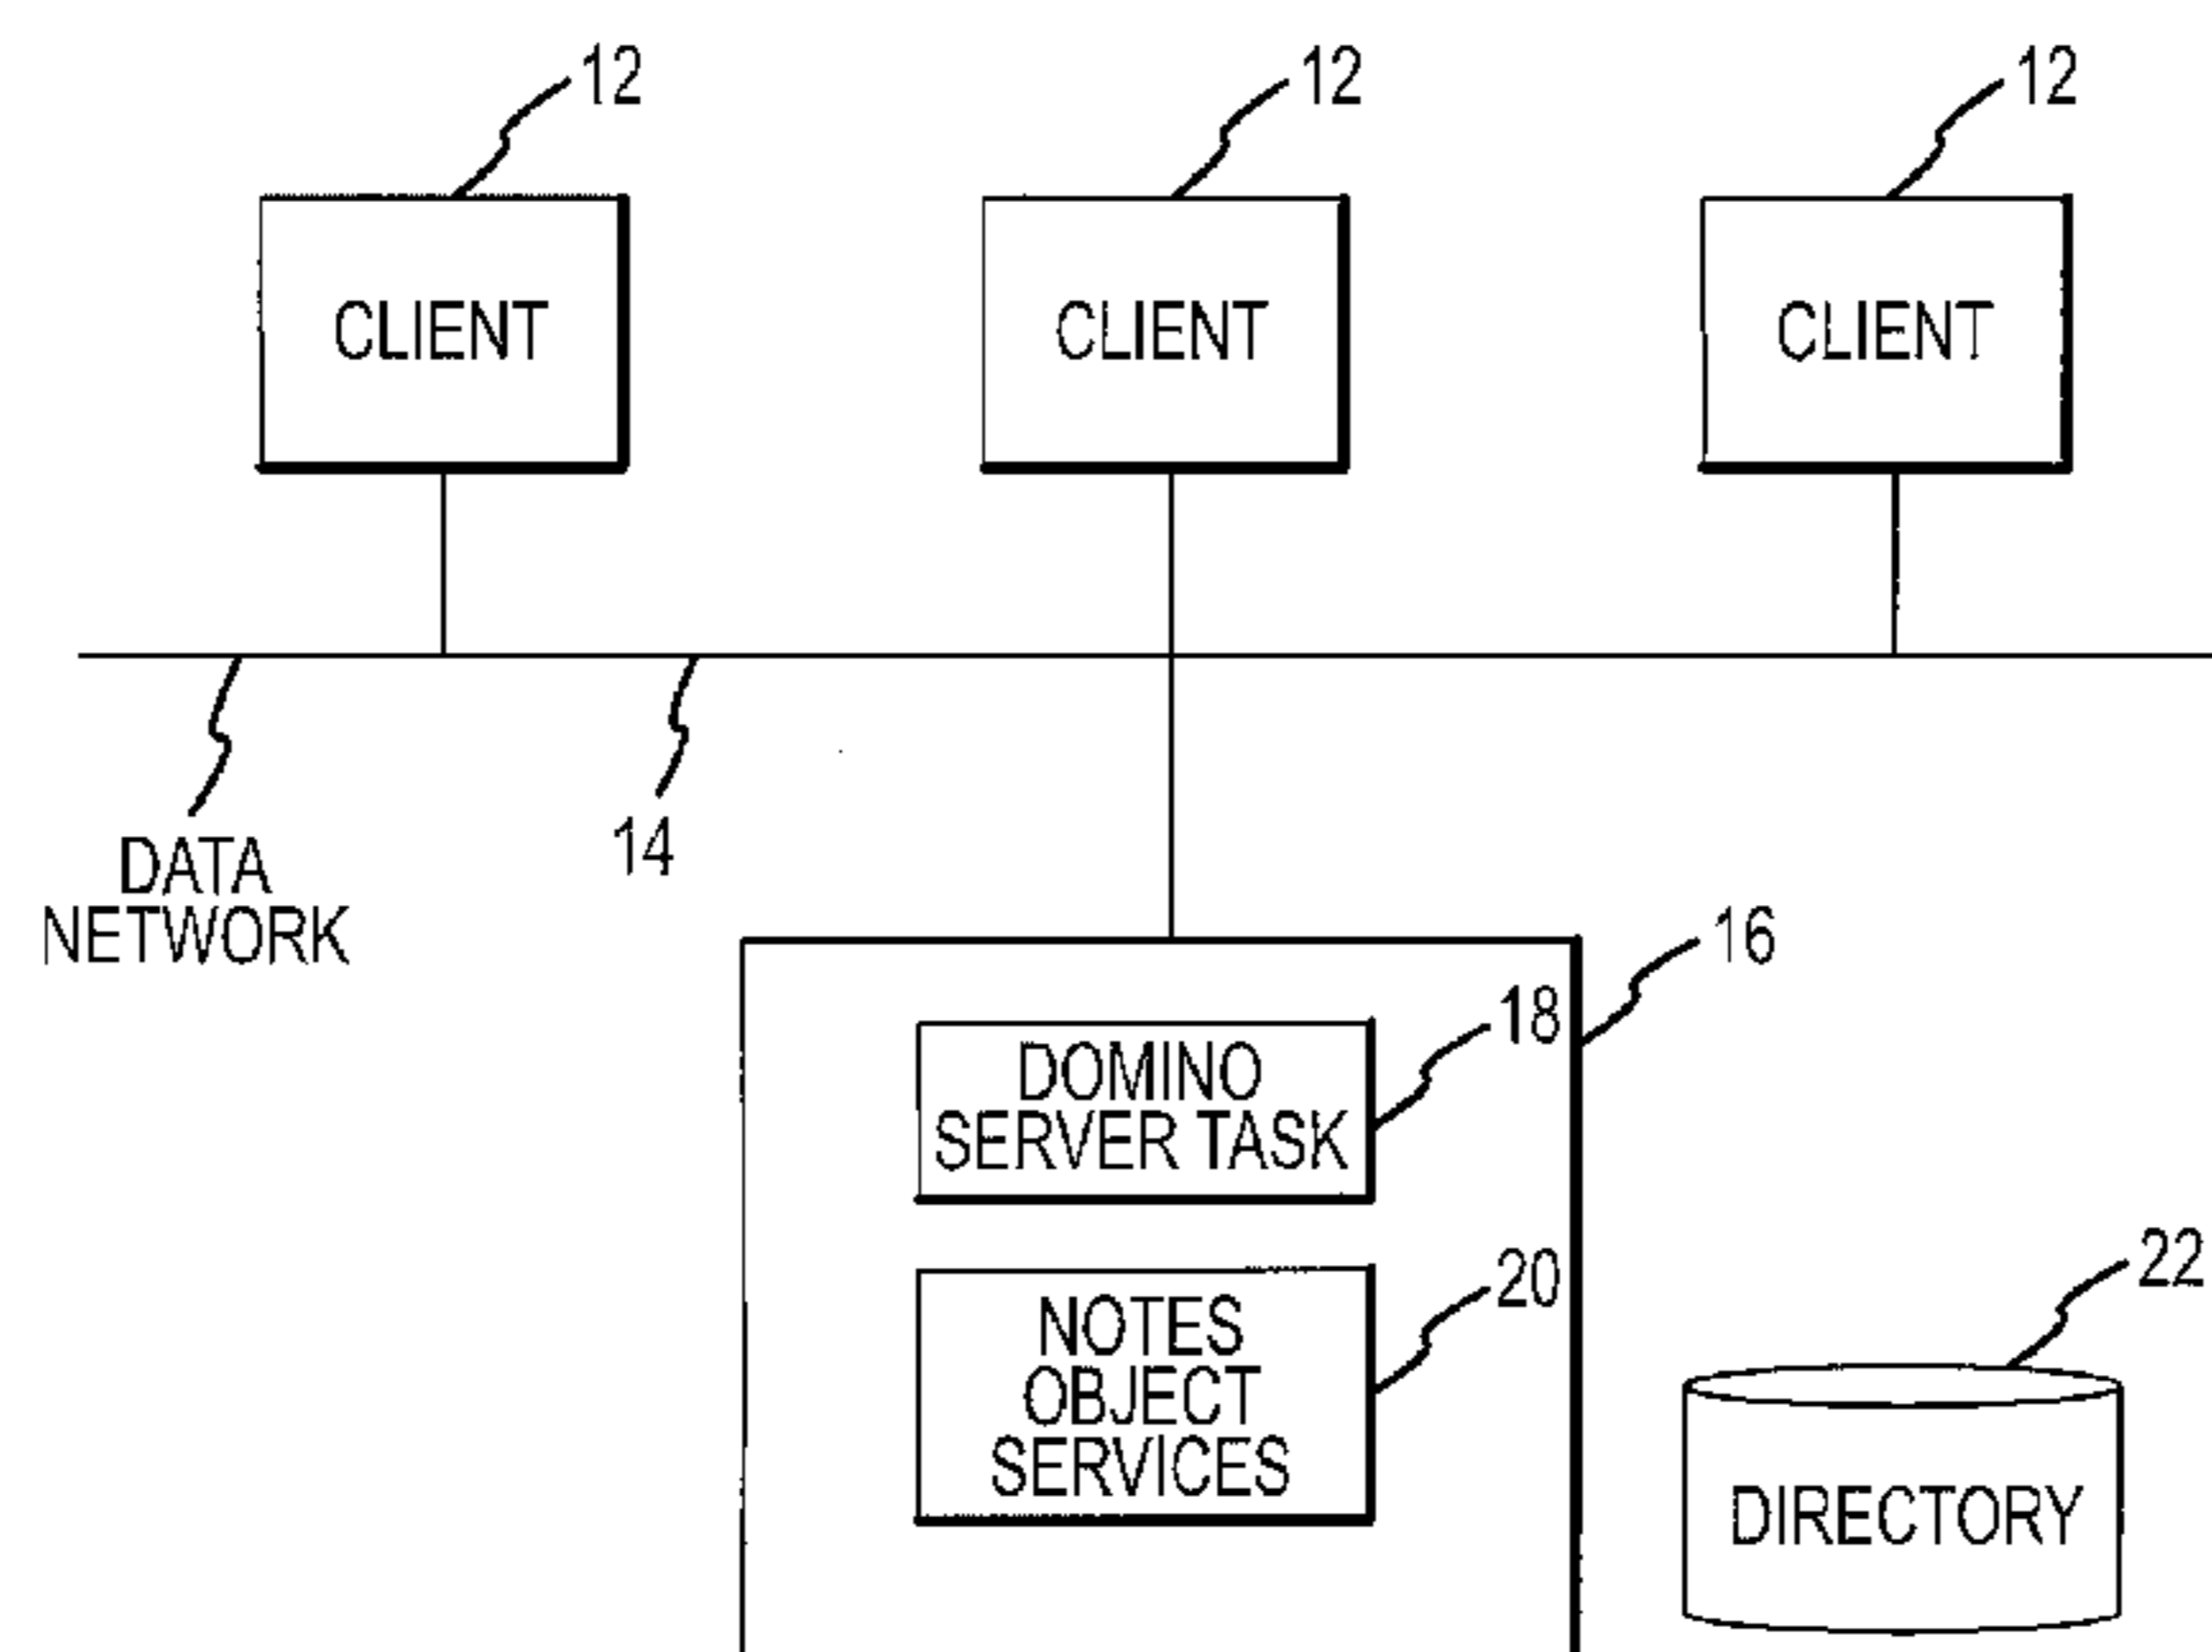 12
12
12
CLIENT
CLIENT
CLIENT
DATA
NETWORK
14
16
18
DOMINO
SERVER TASK
20
NOTES
OBJECT
SERVICES
22
DIRECTORY